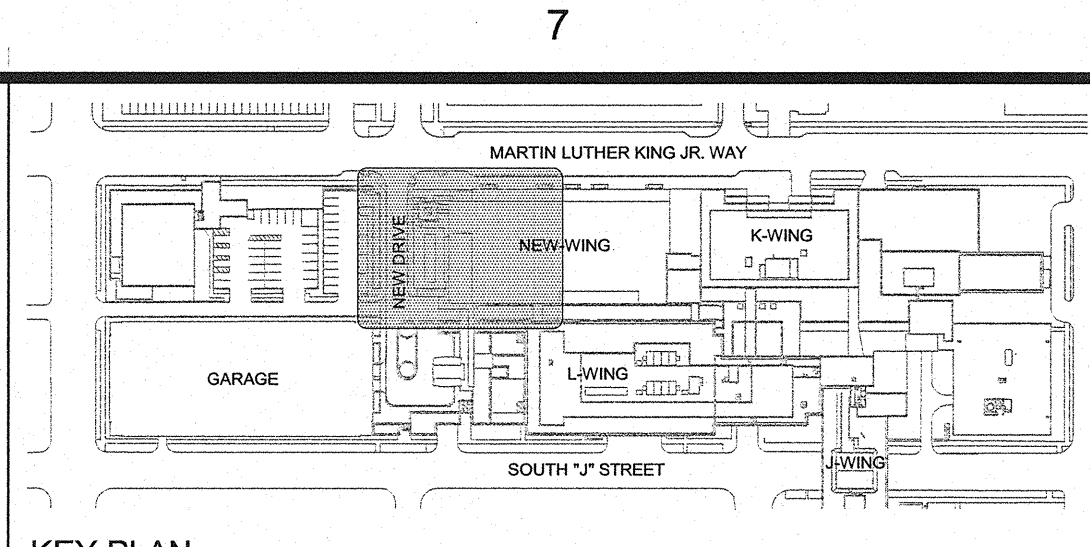 7
MARTIN LUTHER KING JR. WAY
NEW DRIVE
NEW-WING
K-WING
GARAGE
L-WING
SOUTH "J" STREET
J-WING
KEY PLAN